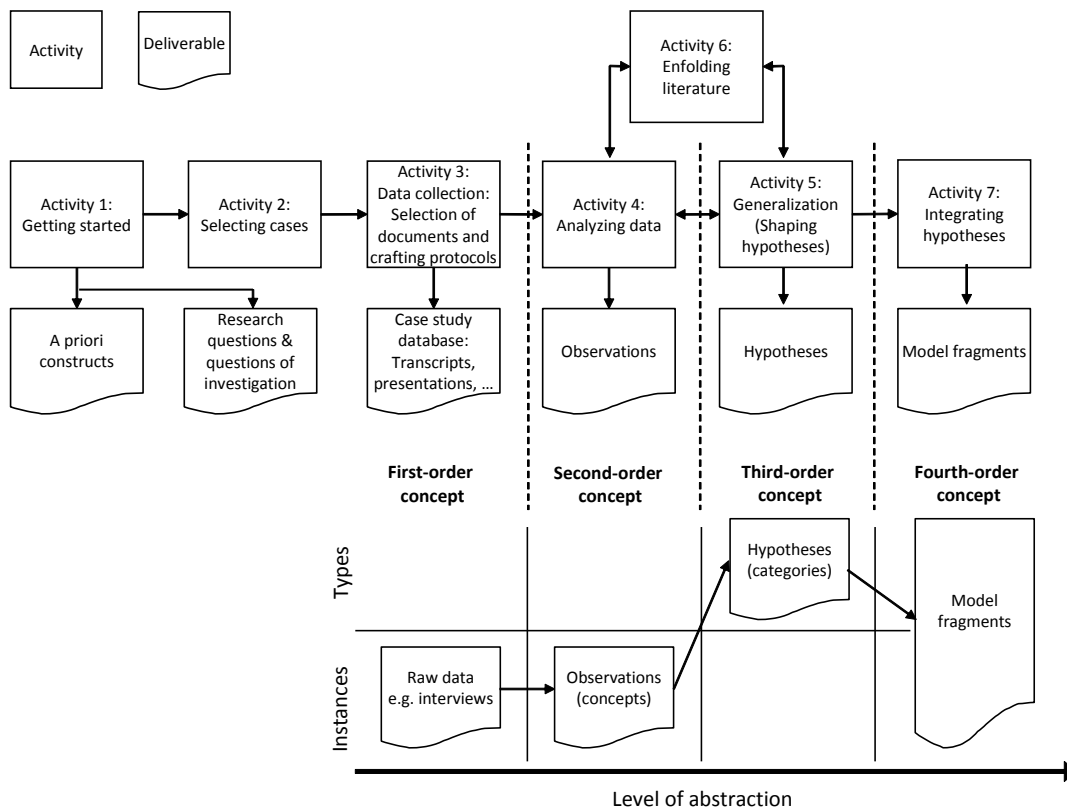 Activity
Deliverable
Activity 6:
Enfolding
literature
Activity 1:
Getting started
Activity 2:
Selecting cases
Activity 3:
Data collection:
Selection of
documents and
crafting protocols
Activity 4:
Analyzing data
Activity 5:
Generalization
(Shaping
hypotheses)
Activity 7:
Integrating
hypotheses
A priori
constructs
Research
questions &
questions of
investigation
Case study
database:
Transcripts,
presentations, ...
Observations
Hypotheses
Model fragments
First-order
concept
Second-order
concept
Third-order
concept
Fourth-order
concept
Types
Hypotheses
(categories)
Model
fragments
Instances
Raw data
e.g. interviews
Observations
(concepts)
Level of abstraction